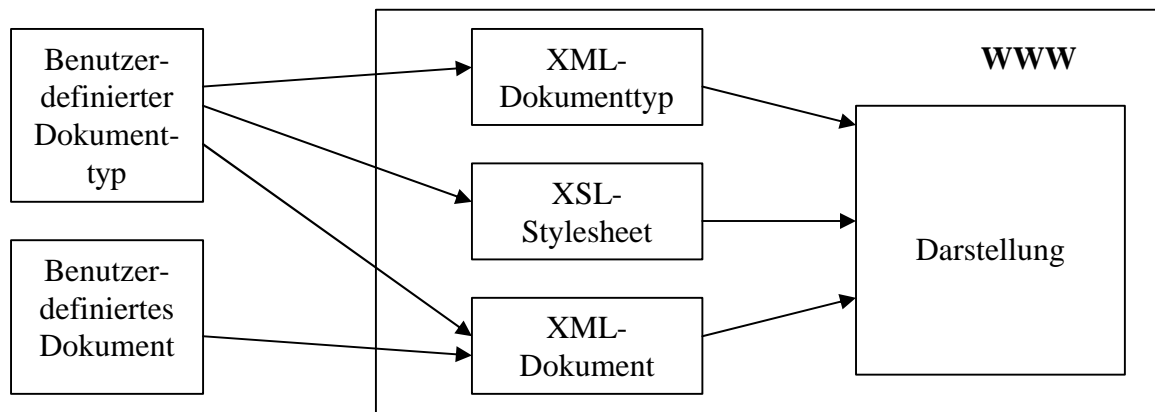 Benutzer-
definierter
Dokument-
typ
Benutzer-
definiertes
Dokument
WWW
XML-
Dokumenttyp
XSL-
Stylesheet
XML-
Dokument
Darstellung